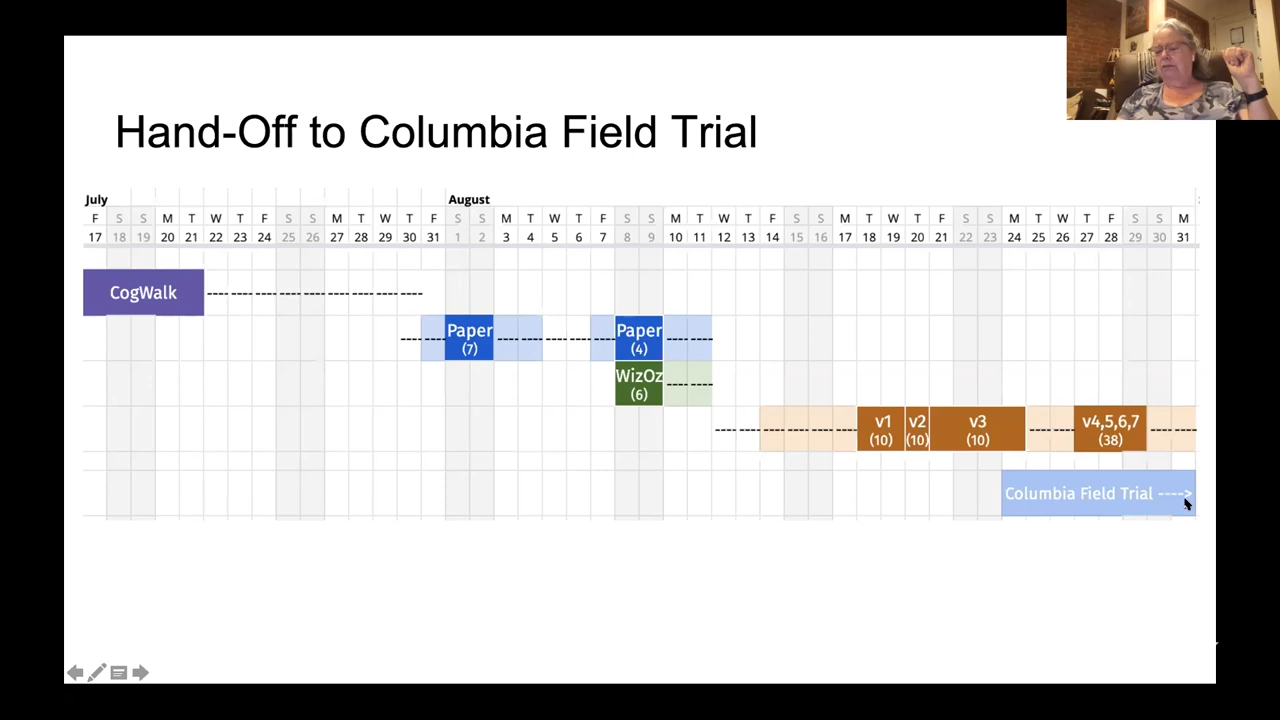 Hand-Off to Columbia Field Trial
July August
F S S M T W T F S S M T W T F S S M T W T F S S M T W T F S S M T W T F S S M T W T F S S M
17 18 19 20 21 22 23 24 25 26 27 28 29 30 31 1 2 3 4 5 6 7 8 9 10 11 12 13 14 15 16 17 18 19 20 21 22 23 24 25 26 27 28 29 30 31
CogWalk
Paper
(7)
Paper
(4)
WizOz
(6)
v1
(10)
v2
(10)
v3
(10)
v4,5,6,7
(38)
Columbia Field Trial ---->